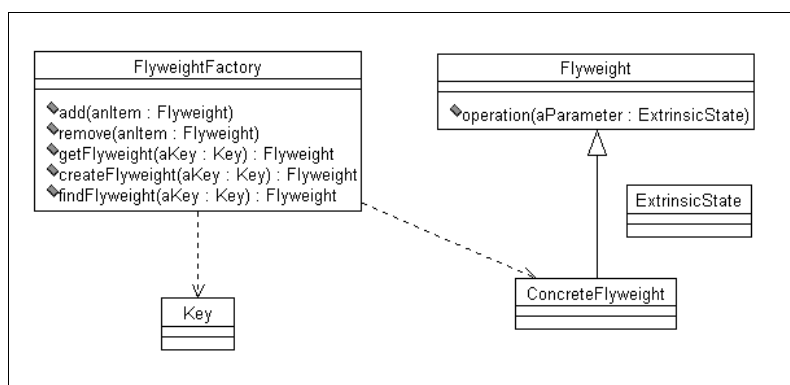 FlyweightFactory
add(anItem : Flyweight)
remove(anItem : Flyweight)
getFlyweight(aKey : Key) : Flyweight
createFlyweight(aKey : Key) : Flyweight
findFlyweight(aKey : Key) : Flyweight
Flyweight
operation(aParameter : ExtrinsicState)
ExtrinsicState
ConcreteFlyweight
Key